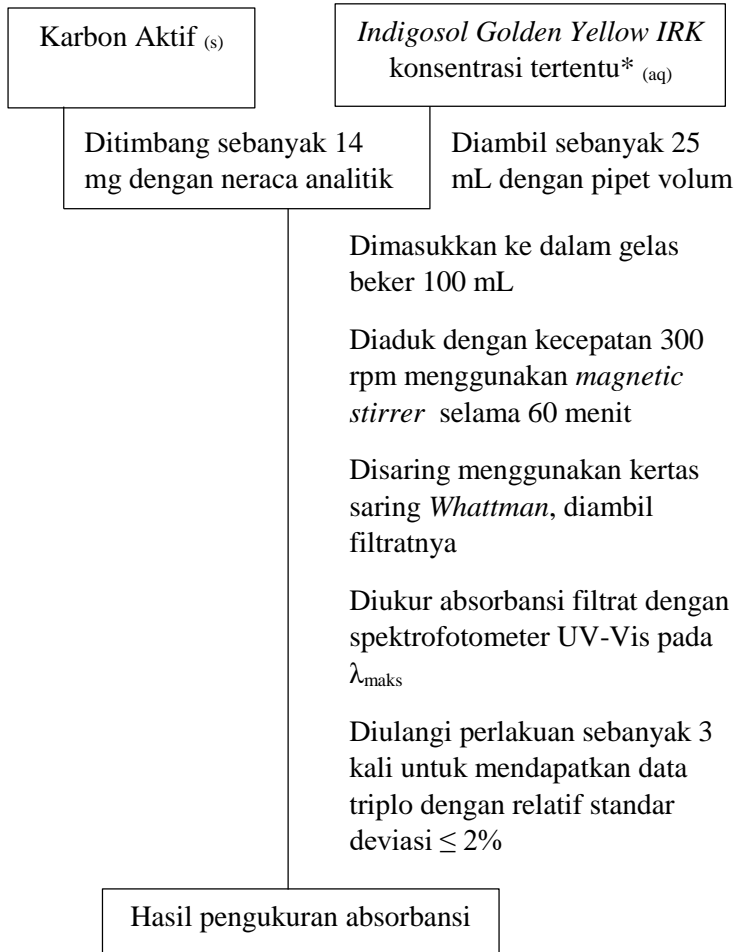 Karbon Aktif (s)
Indigosol Golden Yellow IRK
konsentrasi tertentu* (aq)
Ditimbang sebanyak 14
mg dengan neraca analitik
Diambil sebanyak 25
mL dengan pipet volum
Dimasukkan ke dalam gelas
beker 100 mL
Diaduk dengan kecepatan 300
rpm menggunakan magnetic
stirrer selama 60 menit
Disaring menggunakan kertas
saring Whattman, diambil
filtratnya
Diukur absorbansi filtrat dengan
spektrofotometer UV-Vis pada
λmaks
Diulangi perlakuan sebanyak 3
kali untuk mendapatkan data
triplo dengan relatif standar
deviasi ≤ 2%
Hasil pengukuran absorbansi